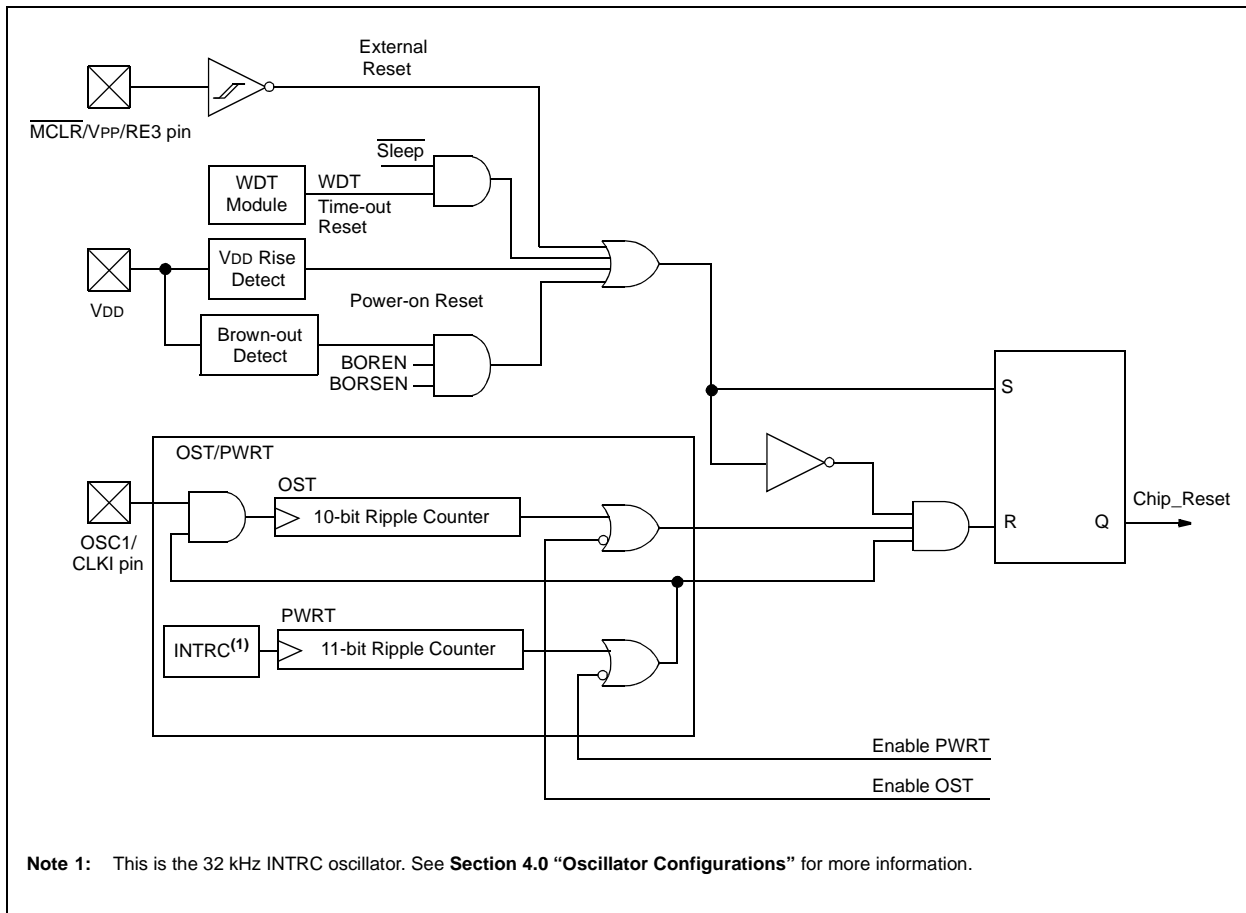 External
Reset
MCLR/VPP/RE3 pin
Sleep
WDT
Module
WDT
Time-out
Reset
VDD Rise
Detect
VDD
Power-on Reset
Brown-out
Detect
BOREN
BORSEN
S
OST/PWRT
OST
10-bit Ripple Counter
OSC1/
CLKI pin
Chip_Reset
R
Q
PWRT
INTRC(1)
11-bit Ripple Counter
Enable PWRT
Enable OST
Note 1: This is the 32 kHz INTRC oscillator. See Section 4.0 “Oscillator Configurations” for more information.